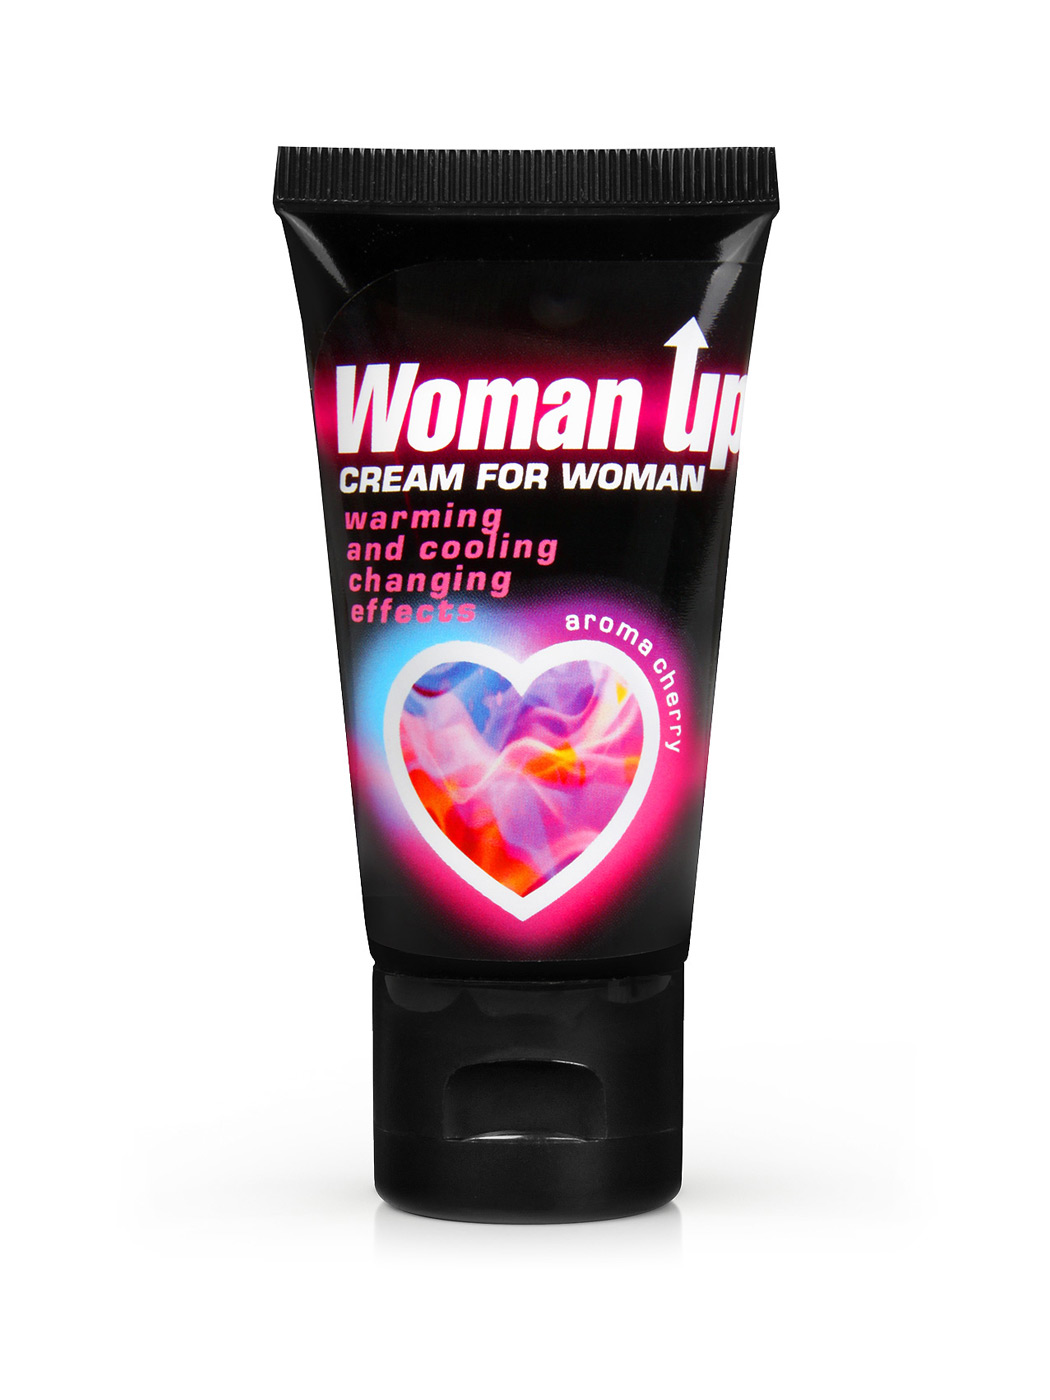 Woman up
CREAM FOR WOMAN
warming
and cooling
changing
effects
aroma cherry